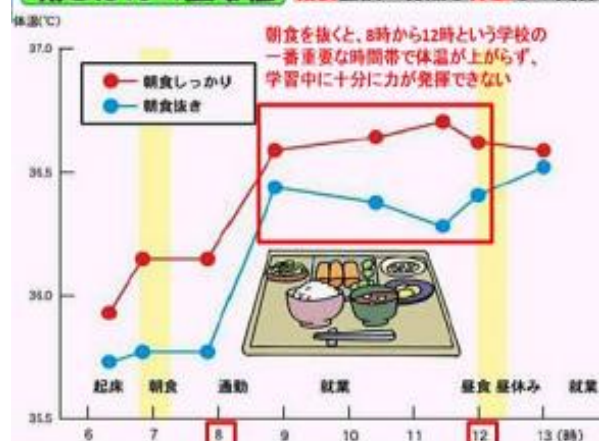 体温(℃)
朝食を抜くと、8時から12時という学校の
一番重要な時間帯で体温が上がらず、
学習中に十分に力が発揮できない
37.0
朝食しっかり
朝食抜き
36.5
36.0
起床 朝食 通勤 就業 昼食 昼休み 就業
35.5
6 7 8 9 10 11 12 13 (時)